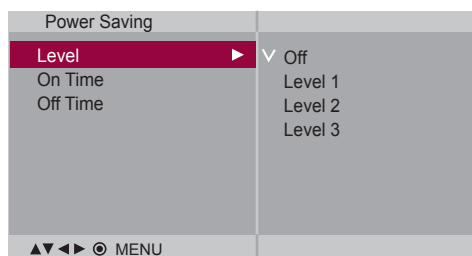 Power Saving
Level
On Time
Off Time
Off
Level 1
Level 2
Level 3
MENU